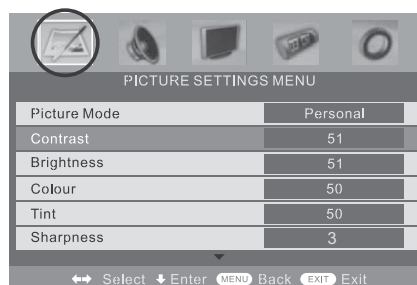 PICTURE SETTINGS MENU
Picture Mode Personal
Contrast 51
Brightness 51
Colour 50
Tint 50
Sharpness 3
Select Enter MENU Back EXIT Exit